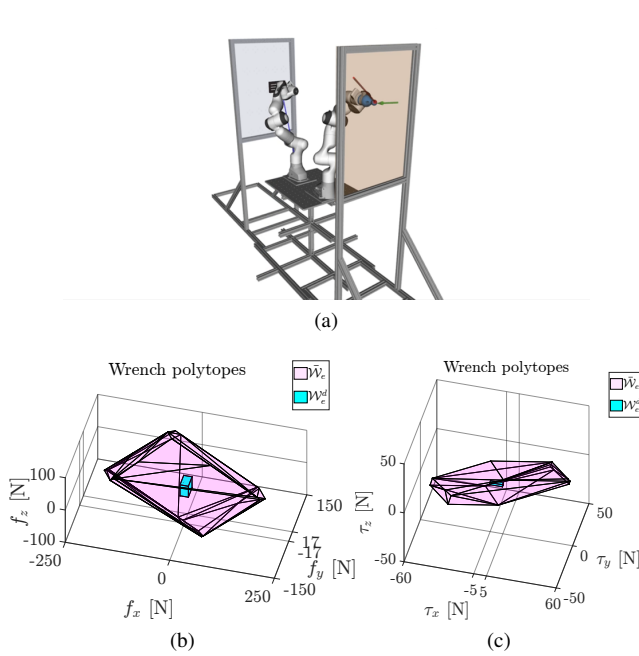 (a)
Wrench polytopes
𝒲̄ₑ
𝒲ₑᵈ
100
0
-100
f_z [N]
-250
0
250
f_x [N]
150
17
-17
-150
f_y [N]
(b)
Wrench polytopes
𝒲̄ₑ
50
0
-50
τ_z [N]
-60
-5
5
60
τ_x [N]
50
0
-50
τ_y [N]
(c)